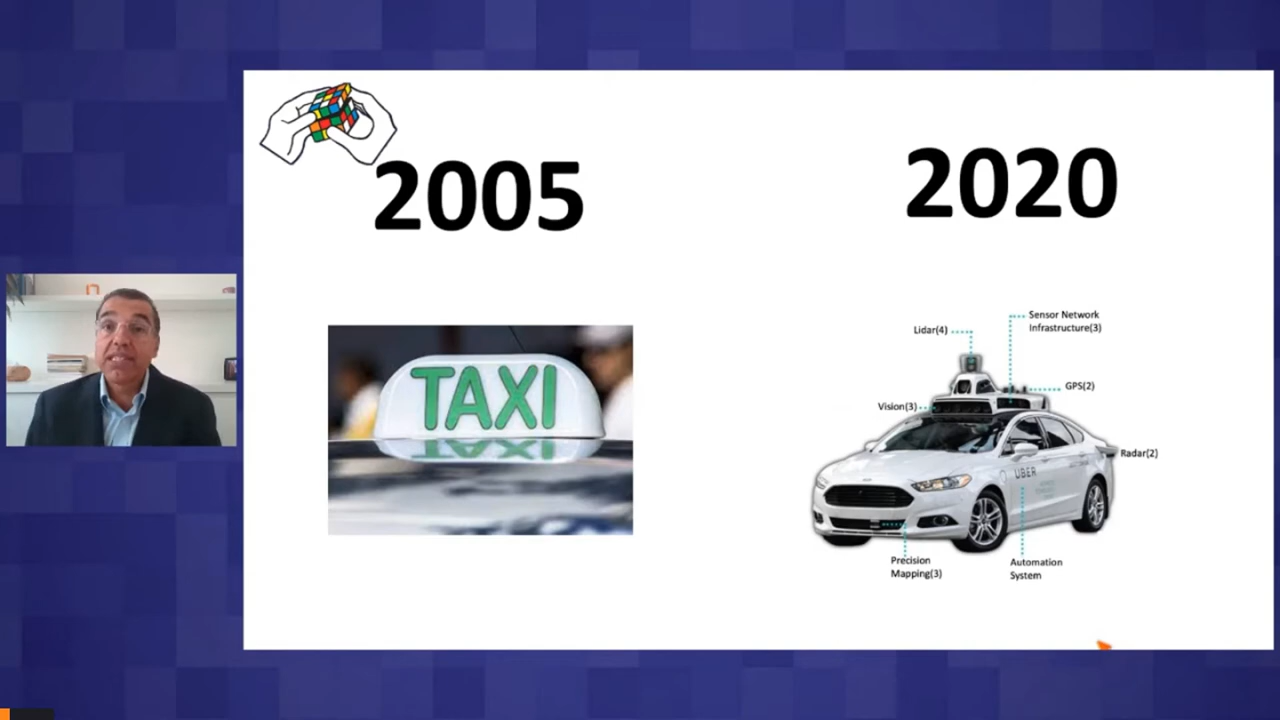 2005
2020
TAXI
Lidar(4)
Sensor Network
Infrastructure(3)
GPS(2)
Vision(3)
Radar(2)
UBER
Precision
Mapping(3)
Automation
System